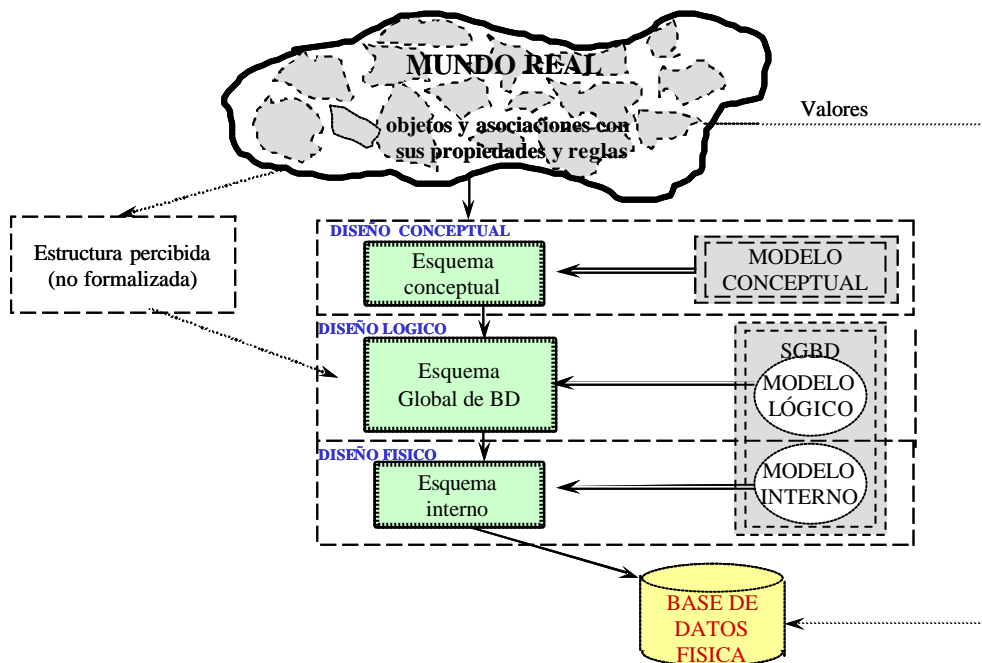 MUNDO REAL
objetos y asociaciones con
sus propiedades y reglas
Valores
Estructura percibida
(no formalizada)
DISEÑO CONCEPTUAL
Esquema
conceptual
MODELO
CONCEPTUAL
DISEÑO LOGICO
Esquema
Global de BD
SGBD
MODELO
LÓGICO
DISEÑO FISICO
Esquema
interno
MODELO
INTERNO
BASE DE
DATOS
FISICA